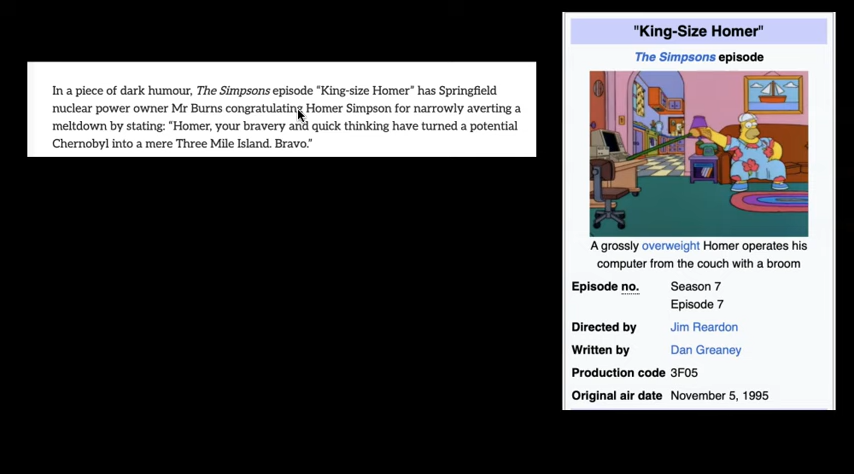 In a piece of dark humour, The Simpsons episode “King-size Homer” has Springfield
nuclear power owner Mr Burns congratulating Homer Simpson for narrowly averting a
meltdown by stating: “Homer, your bravery and quick thinking have turned a potential
Chernobyl into a mere Three Mile Island. Bravo.”
"King-Size Homer"
The Simpsons episode
A grossly overweight Homer operates his
computer from the couch with a broom
Episode no. Season 7
Episode 7
Directed by Jim Reardon
Written by Dan Greaney
Production code 3F05
Original air date November 5, 1995